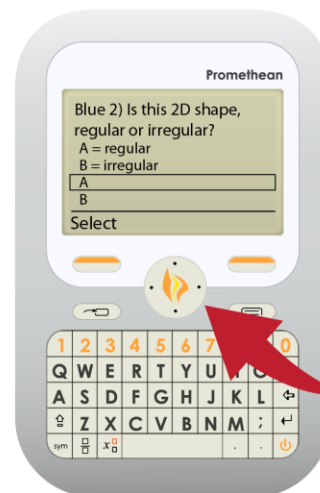 Promethean
Blue 2) Is this 2D shape,
regular or irregular?
A = regular
B = irregular
A
B
Select
1 2 3 4 5 6 7 0
Q W E R T Y U
A S D F G H J K L
Z X C V B N M ;
sym x . .